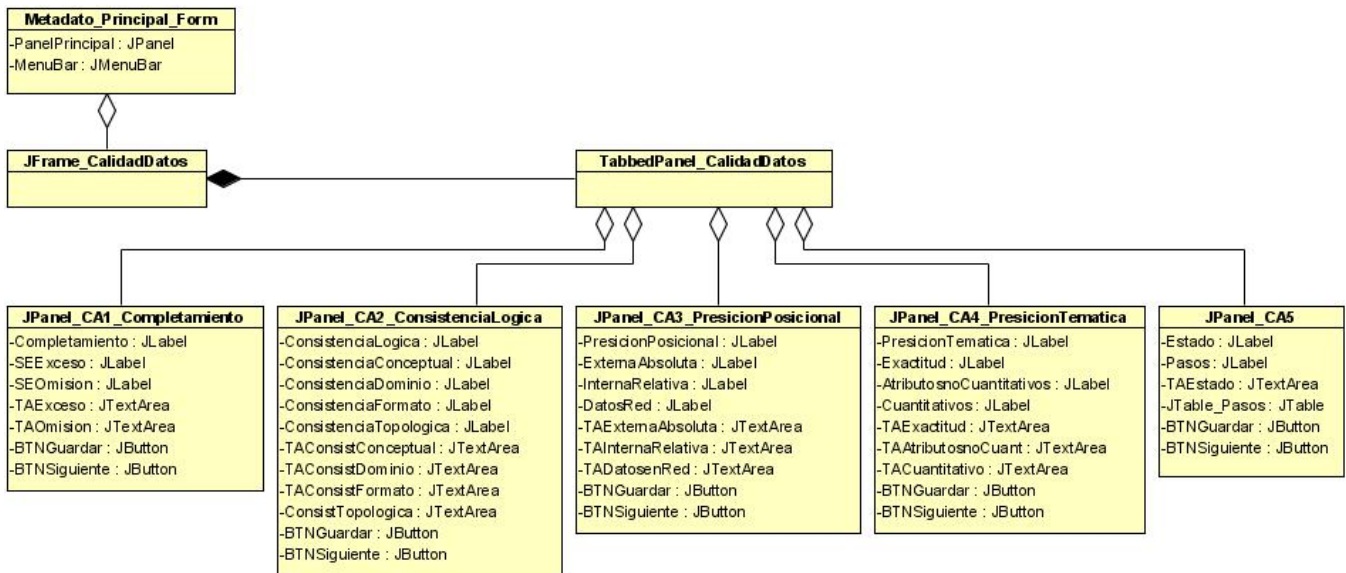 Metadato_Principal_Form
-PanelPrincipal : JPanel
-MenuBar : JMenuBar
JFrame_CalidadDatos
TabbedPanel_CalidadDatos
JPanel_CA1_Completamiento
-Completamiento : JLabel
-SEExceso : JLabel
-SEOmision : JLabel
-TAExceso : JTextArea
-TAOmision : JTextArea
-BTNGuardar : JButton
-BTNSiguiente : JButton
JPanel_CA2_ConsistenciaLogica
-ConsistenciaLogica : JLabel
-ConsistenciaConceptual : JLabel
-ConsistenciaDominio : JLabel
-ConsistenciaFormato : JLabel
-ConsistenciaTopologica : JLabel
-TAConsistConceptual : JTextArea
-TAConsistDominio : JTextArea
-TAConsistFormato : JTextArea
-ConsistTopologica : JTextArea
-BTNGuardar : JButton
-BTNSiguiente : JButton
JPanel_CA3_PresicionPosicional
-PresicionPosicional : JLabel
-ExternaAbsoluta : JLabel
-InternaRelativa : JLabel
-DatosRed : JLabel
-TAExternaAbsoluta : JTextArea
-TAInternaRelativa : JTextArea
-TADatosenRed : JTextArea
-BTNGuardar : JButton
-BTNSiguiente : JButton
JPanel_CA4_PresicionTematica
-PresicionTematica : JLabel
-Exactitud : JLabel
-AtributosnoCuantitativos : JLabel
-Cuantitativos : JLabel
-TAExactitud : JTextArea
-TAAtributosnoCuant : JTextArea
-TACuantitativo : JTextArea
-BTNGuardar : JButton
-BTNSiguiente : JButton
JPanel_CA5
-Estado : JLabel
-Pasos : JLabel
-TAEstado : JTextArea
-JTable_Pasos : JTable
-BTNGuardar : JButton
-BTNSiguiente : JButton